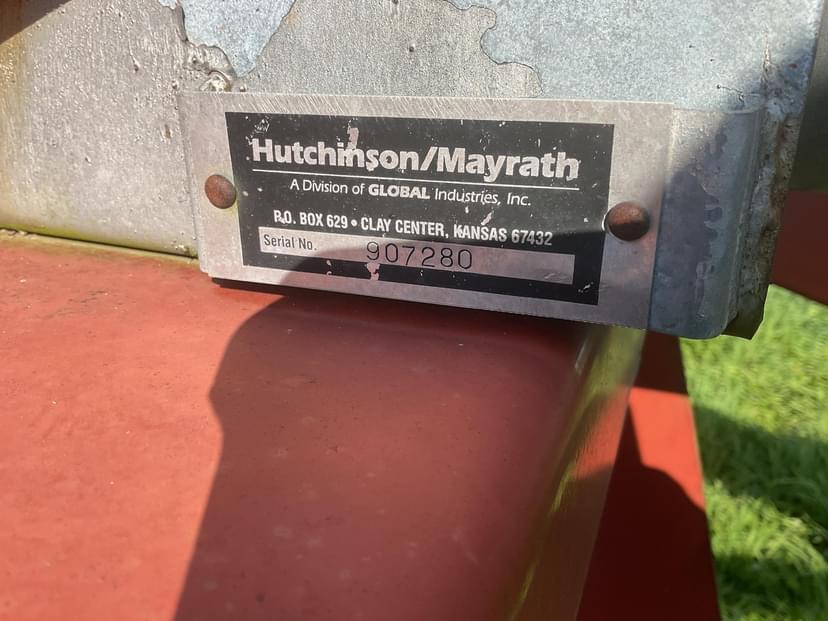 Hutchinson/Mayrath
A Division of GLOBAL Industries, Inc.
P.O. BOX 629 • CLAY CENTER, KANSAS 67432
Serial No. 907280